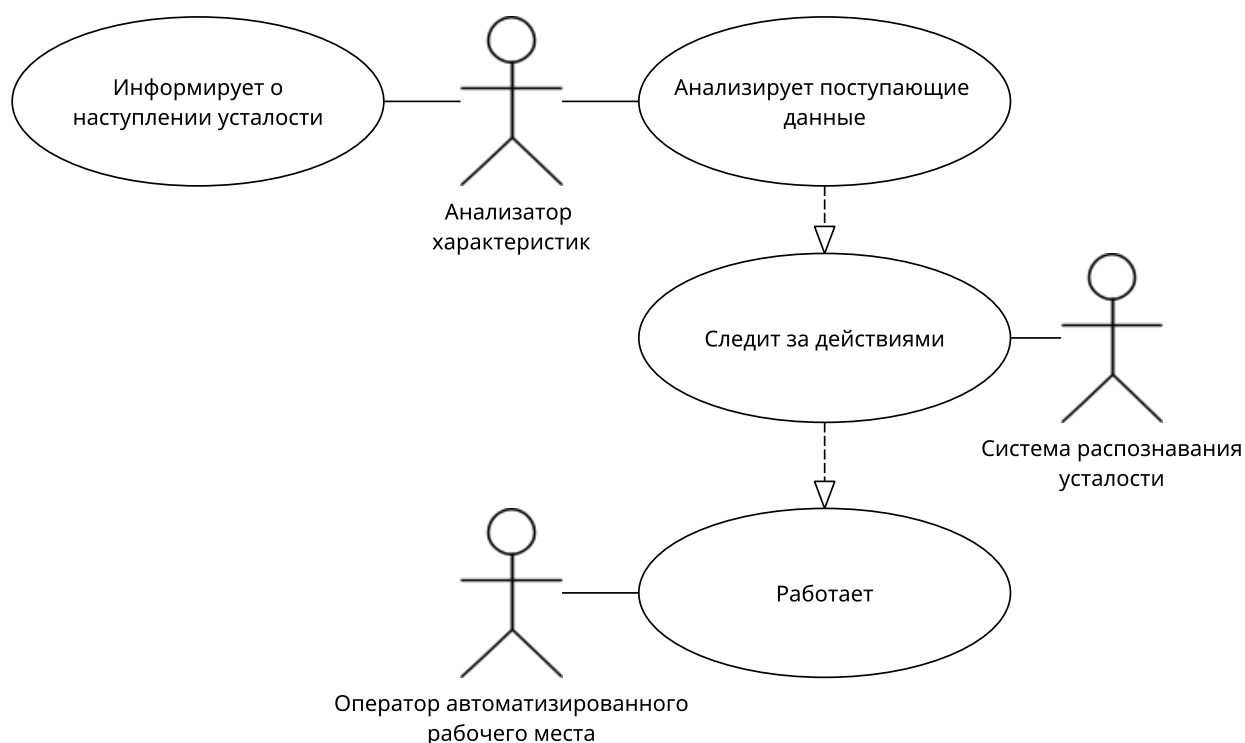 Информирует о
наступлении усталости
Анализирует поступающие
данные
Анализатор
характеристик
Следит за действиями
Система распознавания
усталости
Работает
Оператор автоматизированного
рабочего места